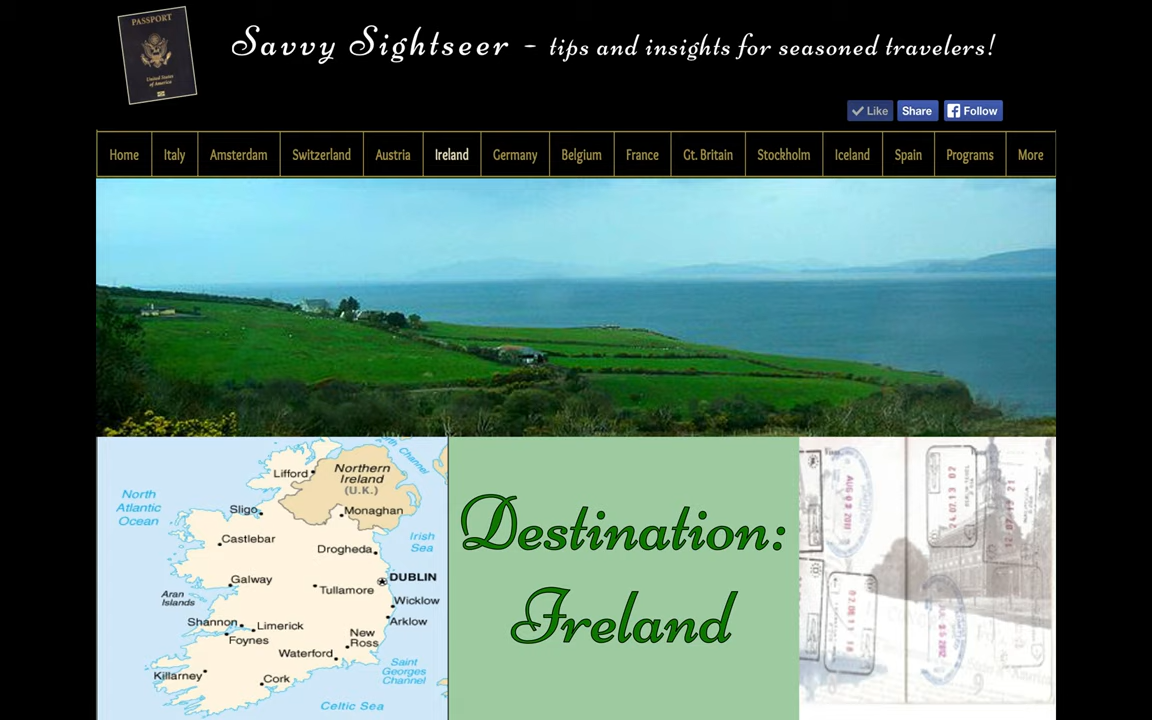 PASSPORT
United States
of America
Savvy Sightseer - tips and insights for seasoned travelers!
Like Share Follow
Home Italy Amsterdam Switzerland Austria Ireland Germany Belgium France Gt. Britain Stockholm Iceland Spain Programs More
North Channel
Lifford
Northern
Ireland
(U.K.)
North
Atlantic
Ocean
Sligo
Monaghan
Castlebar
Irish
Sea
Drogheda
Galway
DUBLIN
Tullamore
Aran
Islands
Wicklow
Shannon
Limerick
Arklow
Foynes
New
Ross
Waterford
Saint
Georges
Channel
Killarney
Cork
Celtic Sea
Destination:
Ireland